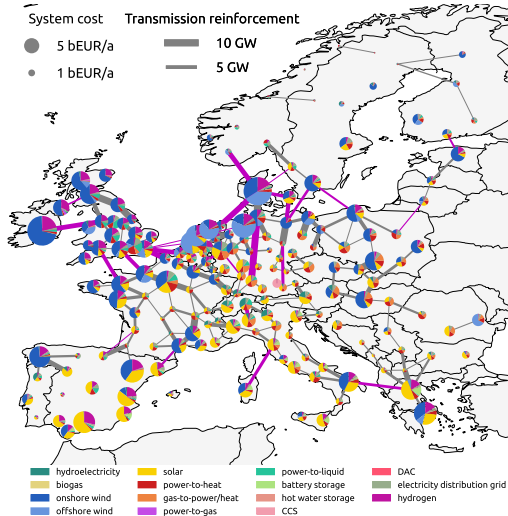 System cost
5 bEUR/a
1 bEUR/a
Transmission reinforcement
10 GW
5 GW
hydroelectricity
biogas
onshore wind
offshore wind
solar
power-to-heat
gas-to-power/heat
power-to-gas
power-to-liquid
battery storage
hot water storage
CCS
DAC
electricity distribution grid
hydrogen